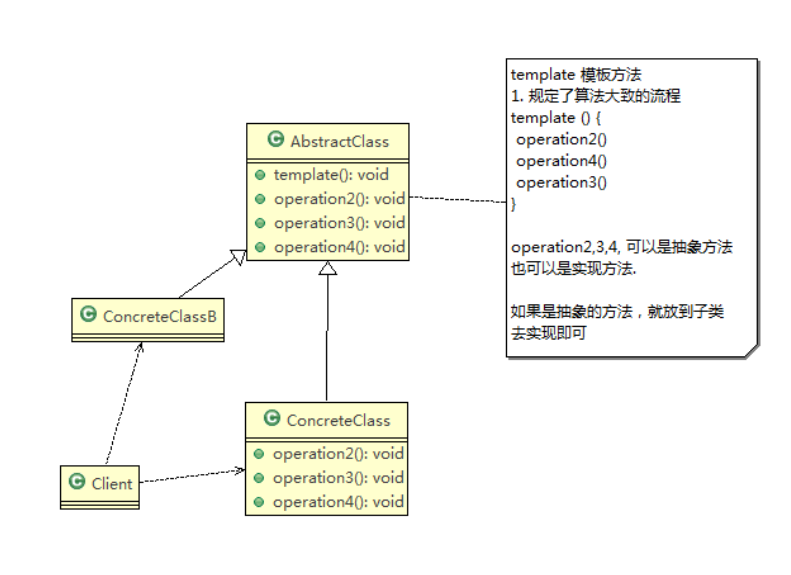 template 模板方法
1. 规定了算法大致的流程
template () {
operation2()
operation4()
operation3()
}
operation2,3,4, 可以是抽象方法
也可以是实现方法.
如果是抽象的方法，就放到子类
去实现即可
AbstractClass
template(): void
operation2(): void
operation3(): void
operation4(): void
ConcreteClassB
ConcreteClass
operation2(): void
operation3(): void
operation4(): void
Client